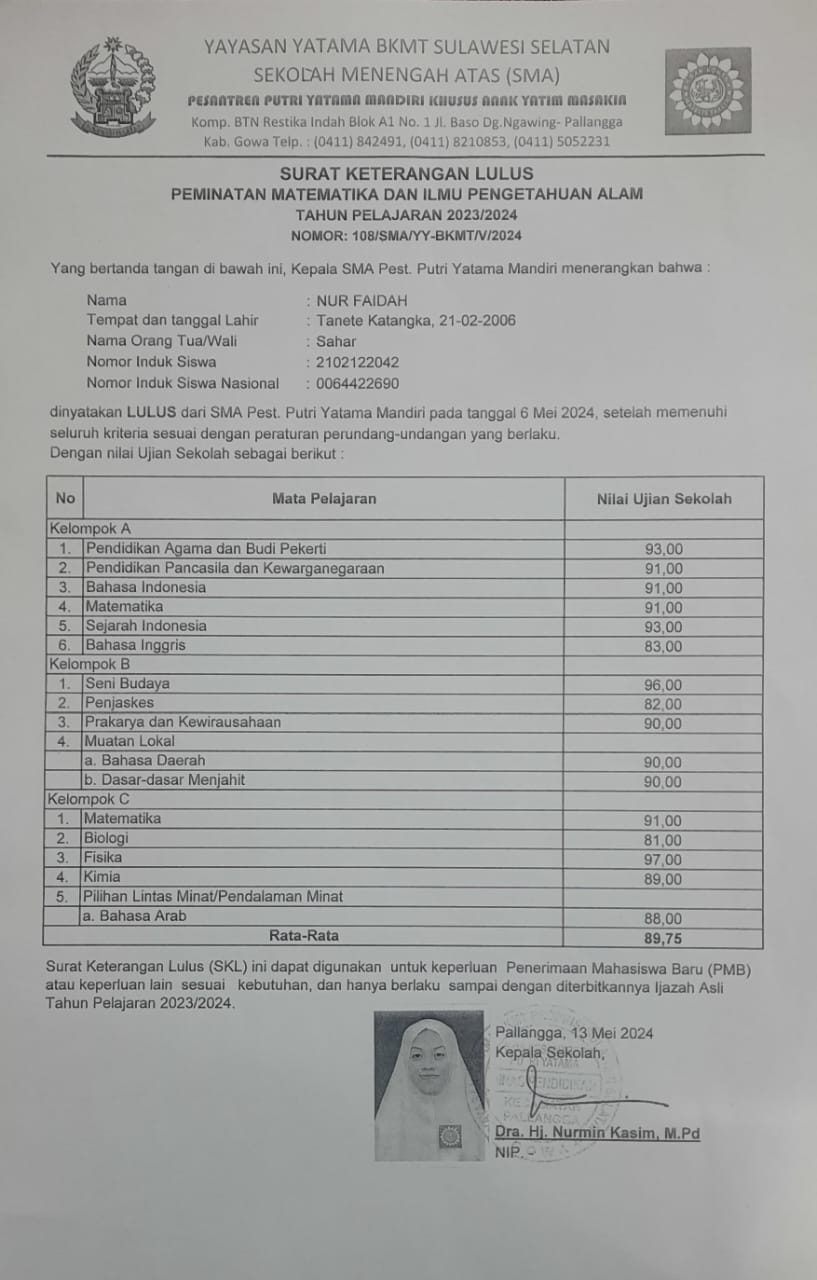 YAYASAN YATAMA BKMT SULAWESI SELATAN
SEKOLAH MENENGAH ATAS (SMA)
PESANTREN PUTRI YATAMA MANDIRI KHUSUS ANAK YATIM MASAKIN
Komp. BTN Restika Indah Blok A1 No. 1 Jl. Baso Dg.Ngawing- Pallangga
Kab. Gowa Telp. : (0411) 842491, (0411) 8210853, (0411) 5052231
SURAT KETERANGAN LULUS
PEMINATAN MATEMATIKA DAN ILMU PENGETAHUAN ALAM
TAHUN PELAJARAN 2023/2024
NOMOR: 108/SMA/YY-BKMT/V/2024
Yang bertanda tangan di bawah ini, Kepala SMA Pest. Putri Yatama Mandiri menerangkan bahwa :
Nama : NUR FAIDAH
Tempat dan tanggal Lahir : Tanete Katangka, 21-02-2006
Nama Orang Tua/Wali : Sahar
Nomor Induk Siswa : 2102122042
Nomor Induk Siswa Nasional : 0064422690
dinyatakan LULUS dari SMA Pest. Putri Yatama Mandiri pada tanggal 6 Mei 2024, setelah memenuhi
seluruh kriteria sesuai dengan peraturan perundang-undangan yang berlaku.
Dengan nilai Ujian Sekolah sebagai berikut :
No Mata Pelajaran Nilai Ujian Sekolah
Kelompok A
1. Pendidikan Agama dan Budi Pekerti 93,00
2. Pendidikan Pancasila dan Kewarganegaraan 91,00
3. Bahasa Indonesia 91,00
4. Matematika 91,00
5. Sejarah Indonesia 93,00
6. Bahasa Inggris 83,00
Kelompok B
1. Seni Budaya 96,00
2. Penjaskes 82,00
3. Prakarya dan Kewirausahaan 90,00
4. Muatan Lokal
a. Bahasa Daerah 90,00
b. Dasar-dasar Menjahit 90,00
Kelompok C
1. Matematika 91,00
2. Biologi 81,00
3. Fisika 97,00
4. Kimia 89,00
5. Pilihan Lintas Minat/Pendalaman Minat
a. Bahasa Arab 88,00
Rata-Rata 89,75
Surat Keterangan Lulus (SKL) ini dapat digunakan untuk keperluan Penerimaan Mahasiswa Baru (PMB)
atau keperluan lain sesuai kebutuhan, dan hanya berlaku sampai dengan diterbitkannya Ijazah Asli
Tahun Pelajaran 2023/2024.
Pallangga, 13 Mei 2024
Kepala Sekolah,
YATAMA
PALLANGGA
Dra. Hj. Nurmin Kasim, M.Pd
NIP.